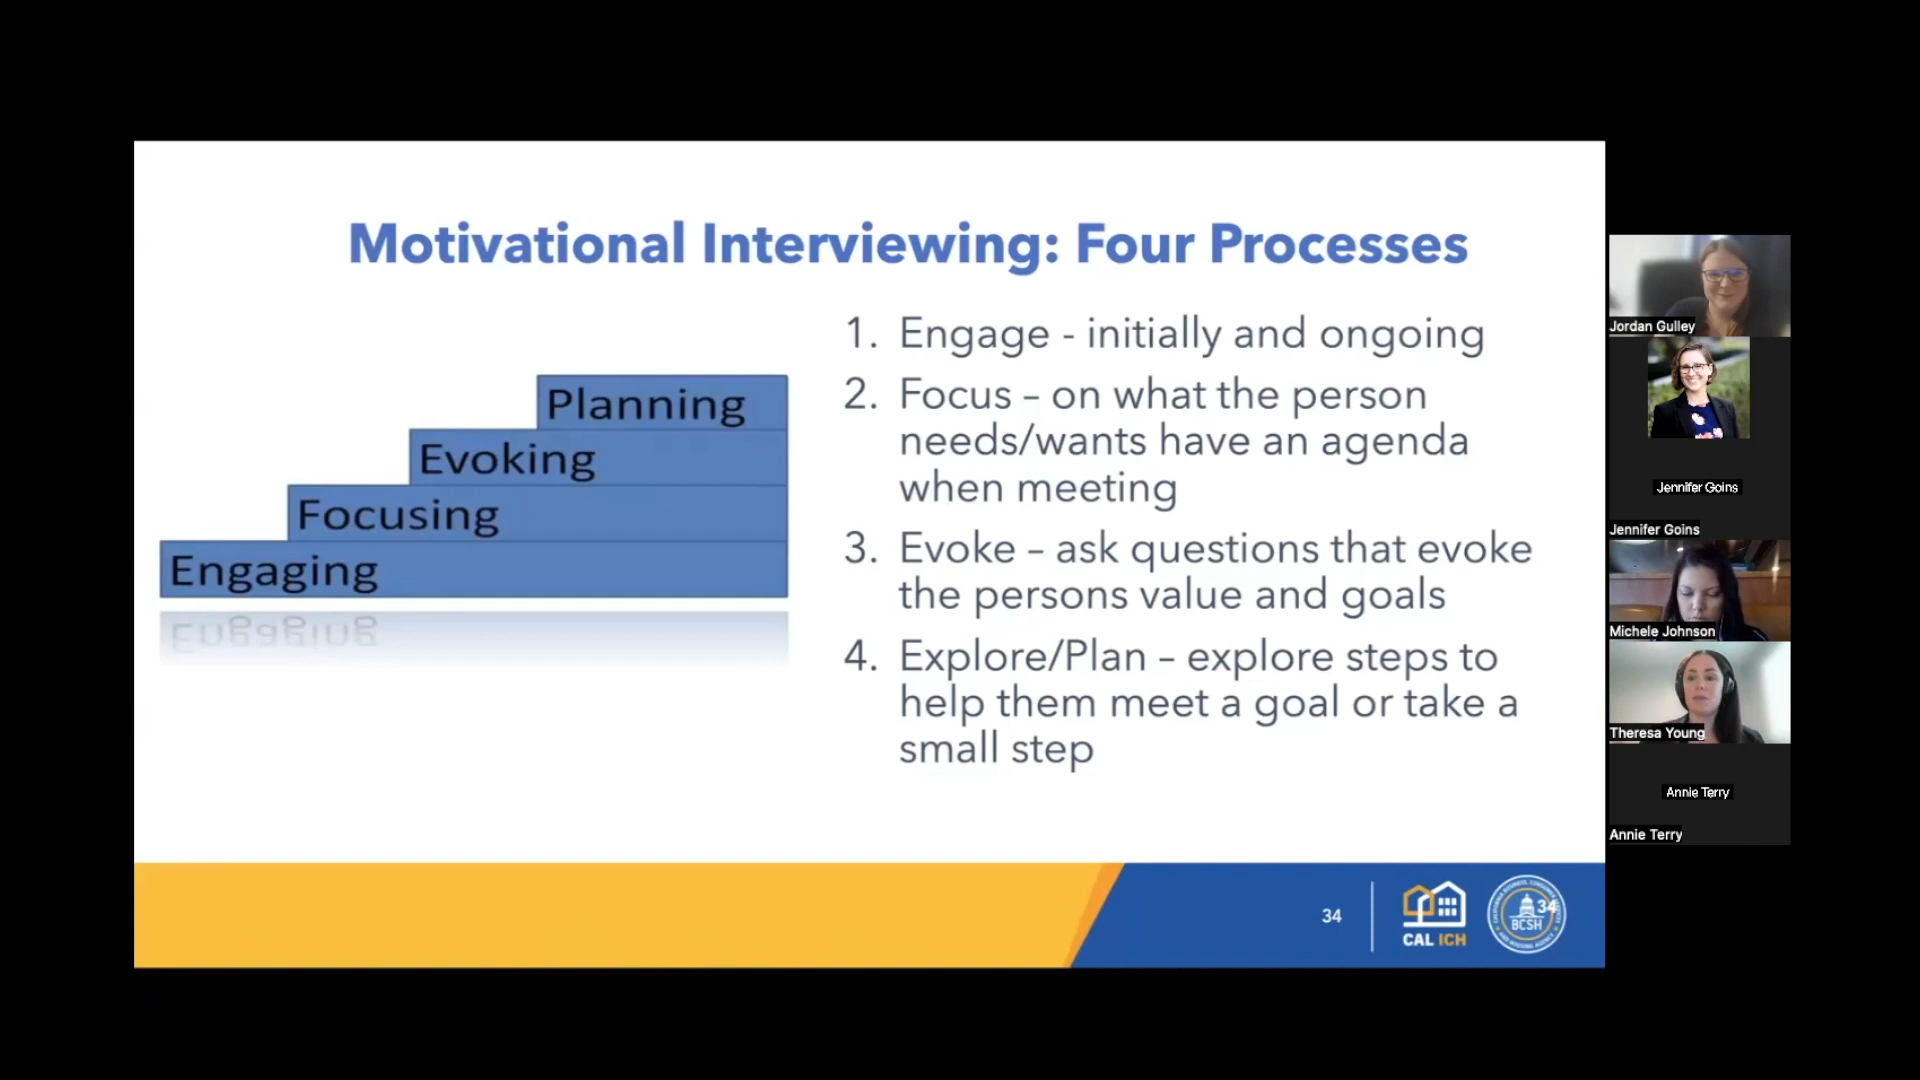 Motivational Interviewing: Four Processes
Planning
Evoking
Focusing
Engaging
1. Engage - initially and ongoing
2. Focus – on what the person
needs/wants have an agenda
when meeting
3. Evoke – ask questions that evoke
the persons value and goals
4. Explore/Plan – explore steps to
help them meet a goal or take a
small step
34
CAL ICH
34
BCSH
Jordan Gulley
Jennifer Goins
Jennifer Goins
Michele Johnson
Theresa Young
Annie Terry
Annie Terry